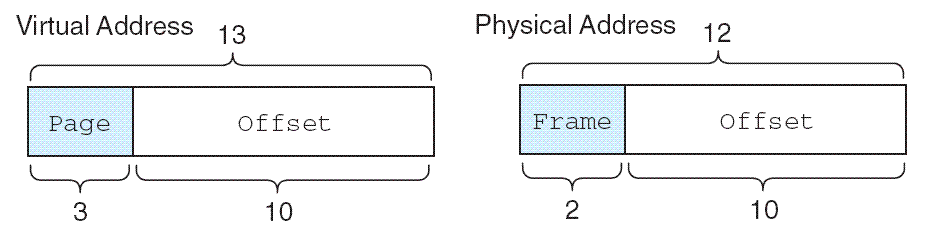 Virtual Address 13
Page Offset
3 10
Physical Address 12
Frame Offset
2 10